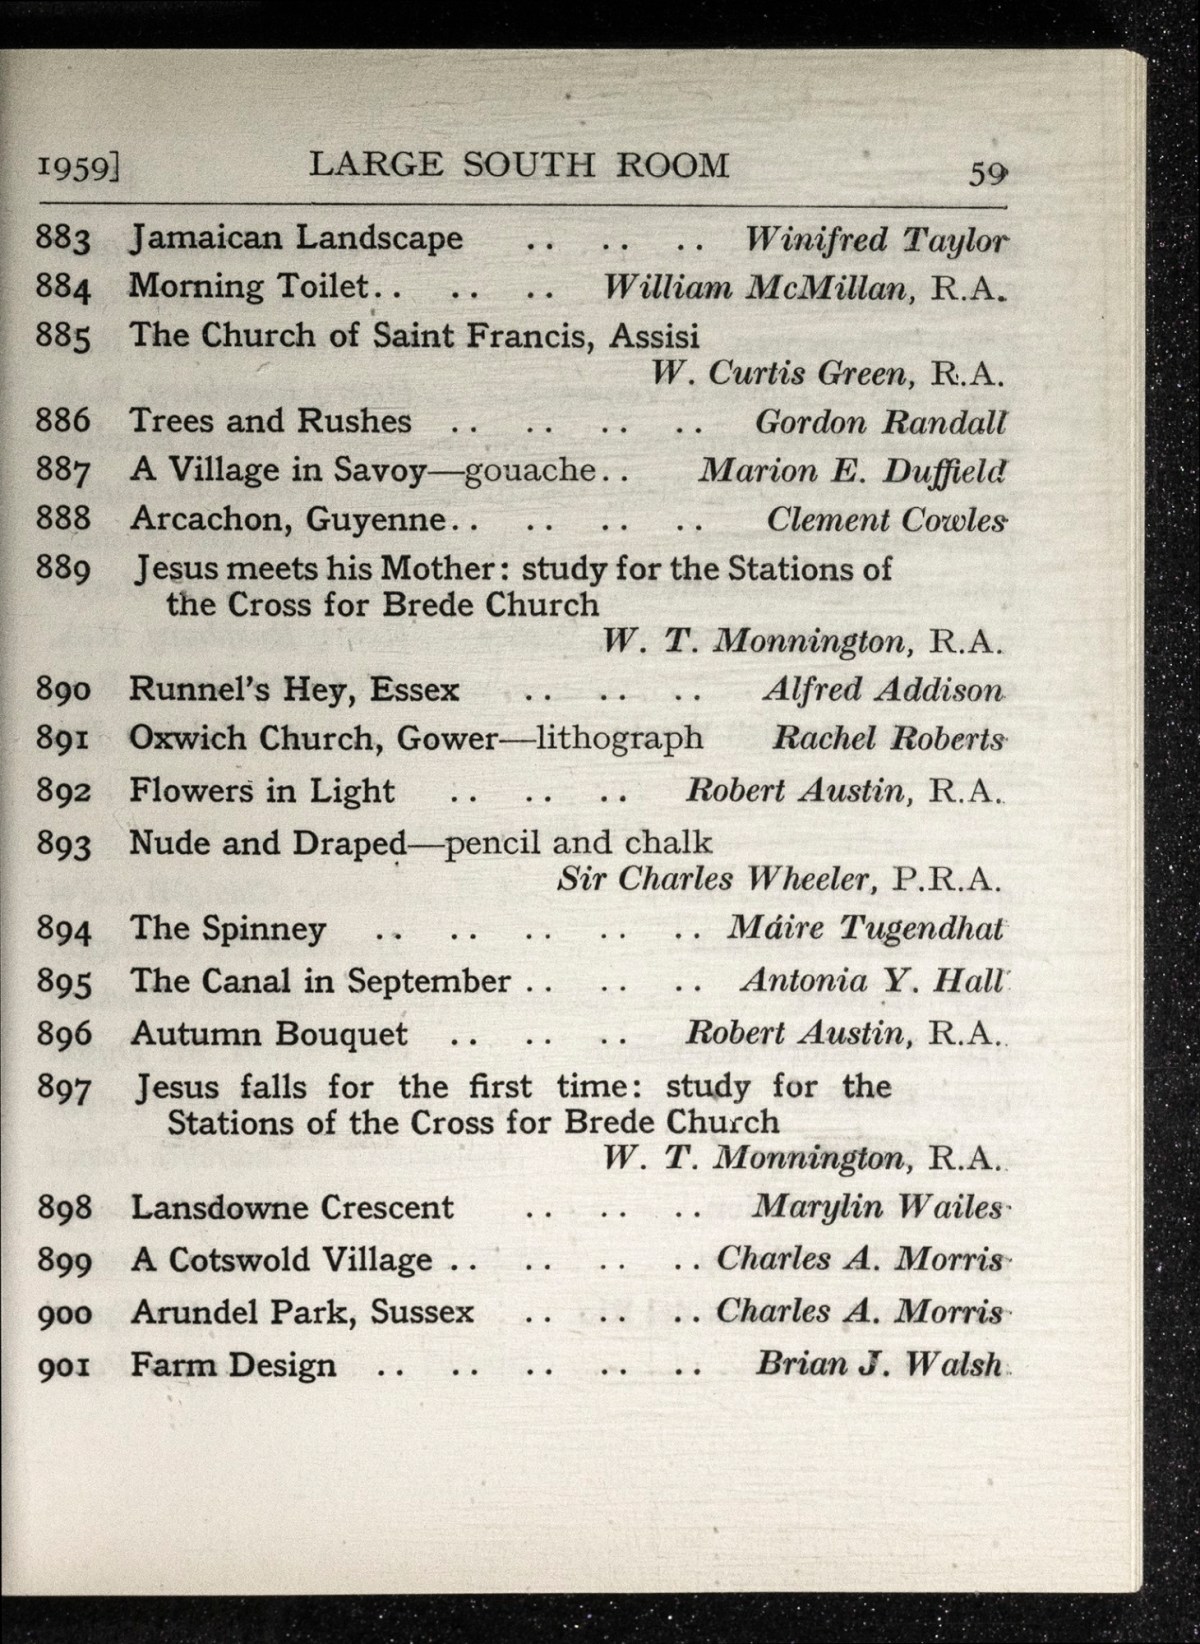 1959] LARGE SOUTH ROOM 59
883 Jamaican Landscape .. .. .. Winifred Taylor
884 Morning Toilet.. .. .. William McMillan, R.A.
885 The Church of Saint Francis, Assisi
W. Curtis Green, R.A.
886 Trees and Rushes .. .. .. .. Gordon Randall
887 A Village in Savoy—gouache.. Marion E. Duffield
888 Arcachon, Guyenne.. .. .. .. Clement Cowles
889 Jesus meets his Mother: study for the Stations of
the Cross for Brede Church
W. T. Monnington, R.A.
890 Runnel's Hey, Essex .. .. .. Alfred Addison
891 Oxwich Church, Gower—lithograph Rachel Roberts
892 Flowers in Light .. .. .. Robert Austin, R.A.
893 Nude and Draped—pencil and chalk
Sir Charles Wheeler, P.R.A.
894 The Spinney .. .. .. .. .. Máire Tugendhat
895 The Canal in September .. .. .. Antonia Y. Hall
896 Autumn Bouquet .. .. .. Robert Austin, R.A.
897 Jesus falls for the first time: study for the
Stations of the Cross for Brede Church
W. T. Monnington, R.A.
898 Lansdowne Crescent .. .. .. Marylin Wailes
899 A Cotswold Village .. .. .. .. Charles A. Morris
900 Arundel Park, Sussex .. .. .. Charles A. Morris
901 Farm Design .. .. .. .. .. Brian J. Walsh